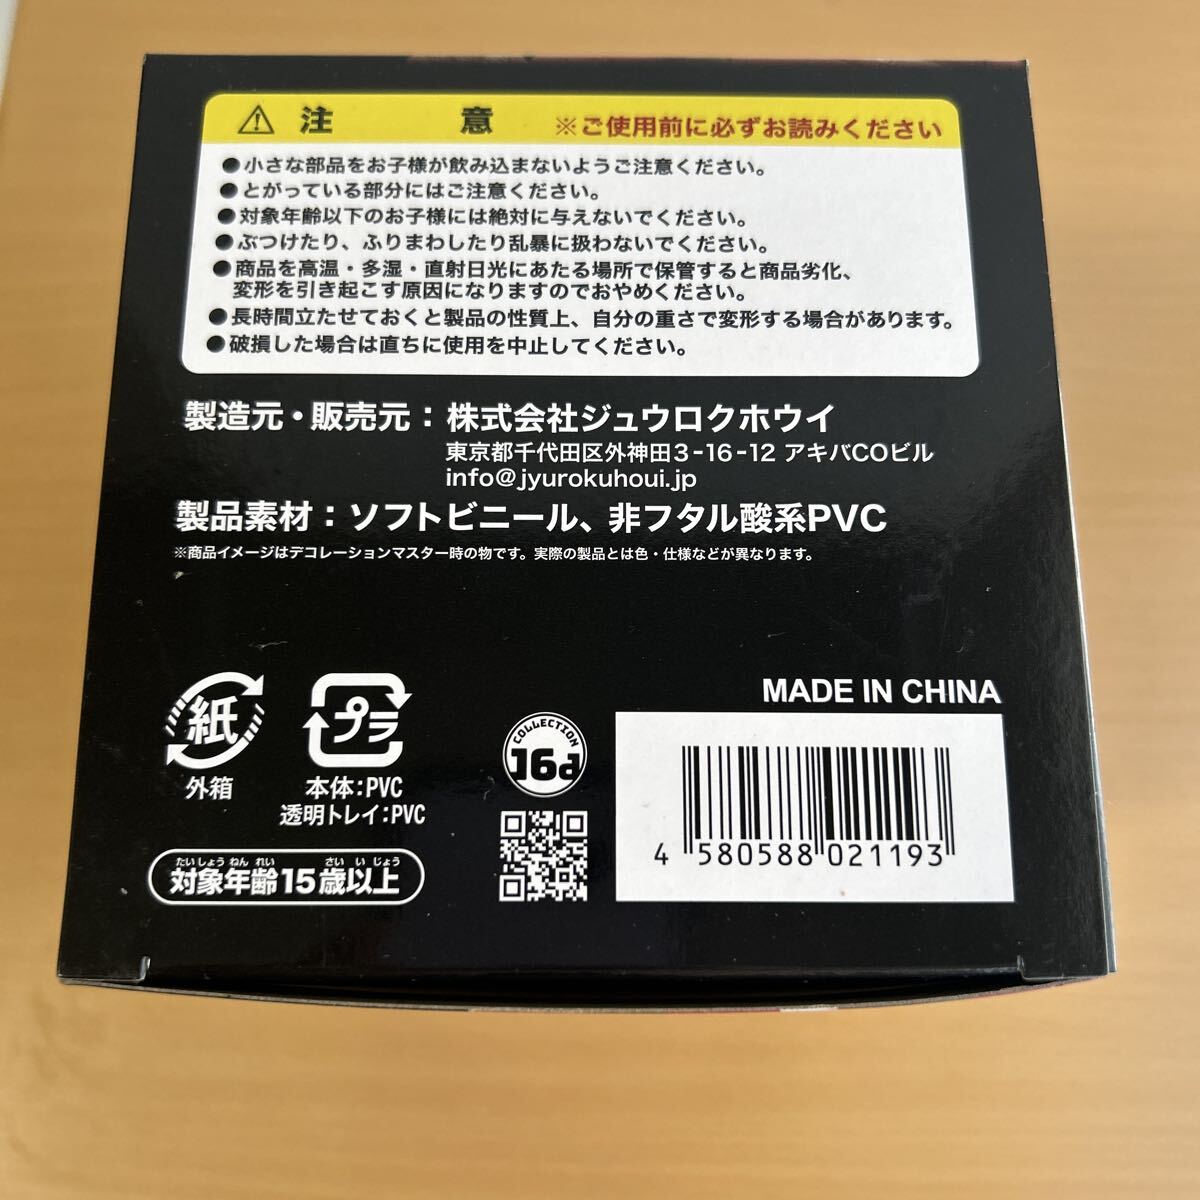 注 意 ※ご使用前に必ずお読みください
●小さな部品をお子様が飲み込まないようご注意ください。
●とがっている部分にはご注意ください。
●対象年齢以下のお子様には絶対に与えないでください。
●ぶつけたり、ふりまわしたり乱暴に扱わないでください。
●商品を高温・多湿・直射日光にあたる場所で保管すると商品劣化、
変形を引き起こす原因になりますのでおやめください。
●長時間立たせておくと製品の性質上、自分の重さで変形する場合があります。
●破損した場合は直ちに使用を中止してください。
製造元・販売元：株式会社ジュウロクホウイ
東京都千代田区外神田3-16-12 アキバCOビル
info@jyurokuhoui.jp
製品素材：ソフトビニール、非フタル酸系PVC
※商品イメージはデコレーションマスター時の物です。実際の製品とは色・仕様などが異なります。
紙
外箱
プラ
本体:PVC
透明トレイ:PVC
たいしょうねんれい さいいじょう
対象年齢15歳以上
COLLECTION
16d
MADE IN CHINA
4 580588 021193